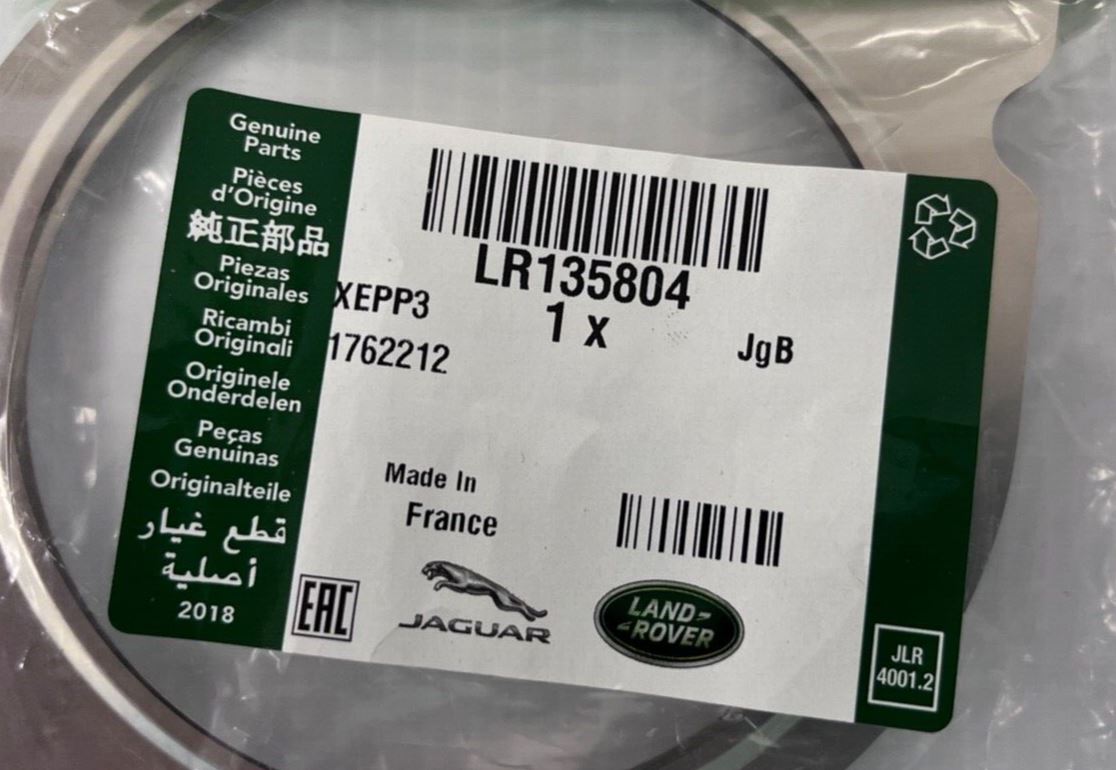 Genuine
Parts
Pièces
d'Origine
純正部品
Piezas
Originales
Ricambi
Originali
Originele
Onderdelen
Peças
Genuinas
Originalteile
قطع غيار
أصلية
2018
LR135804
XEPP3
1 x
JgB
1762212
Made In
France
EAC
JAGUAR
LAND-
-ROVER
JLR
4001.2